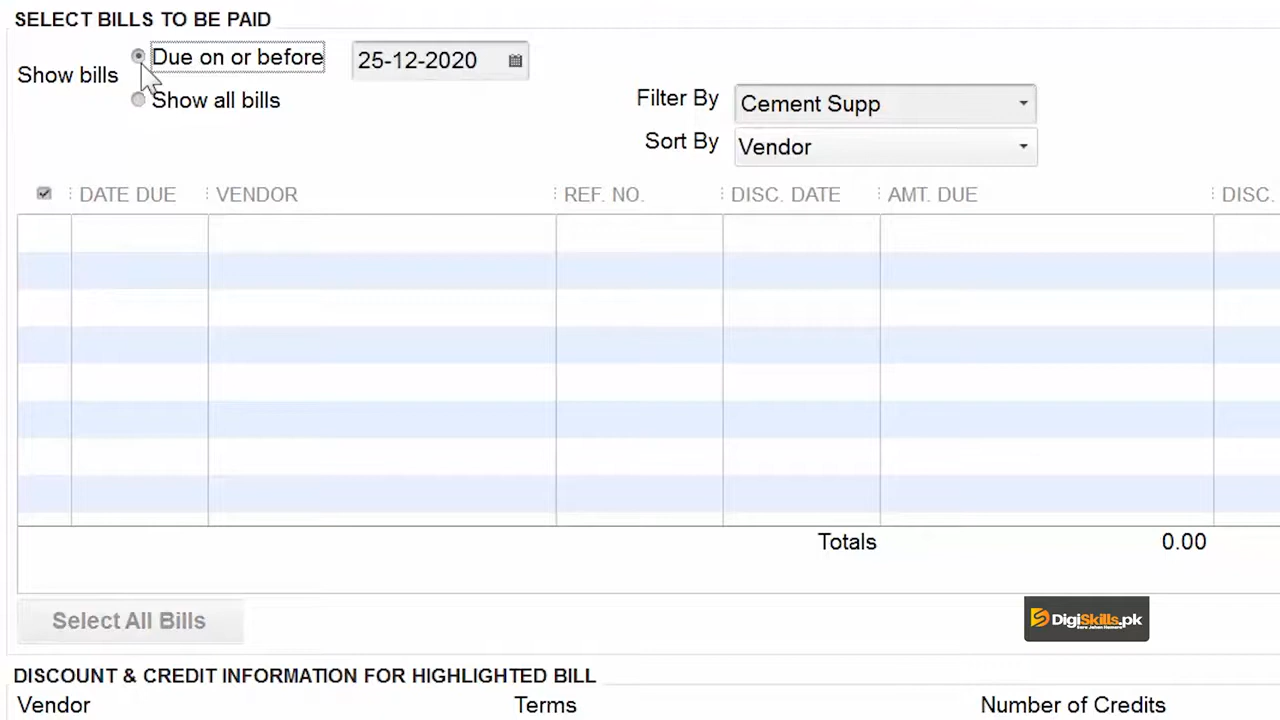 SELECT BILLS TO BE PAID
Show bills
Due on or before 25-12-2020
Show all bills
Filter By Cement Supp
Sort By Vendor
DATE DUE VENDOR REF. NO. DISC. DATE AMT. DUE DISC.
Totals 0.00
Select All Bills
DigiSkills.pk
DISCOUNT & CREDIT INFORMATION FOR HIGHLIGHTED BILL
Vendor Terms Number of Credits